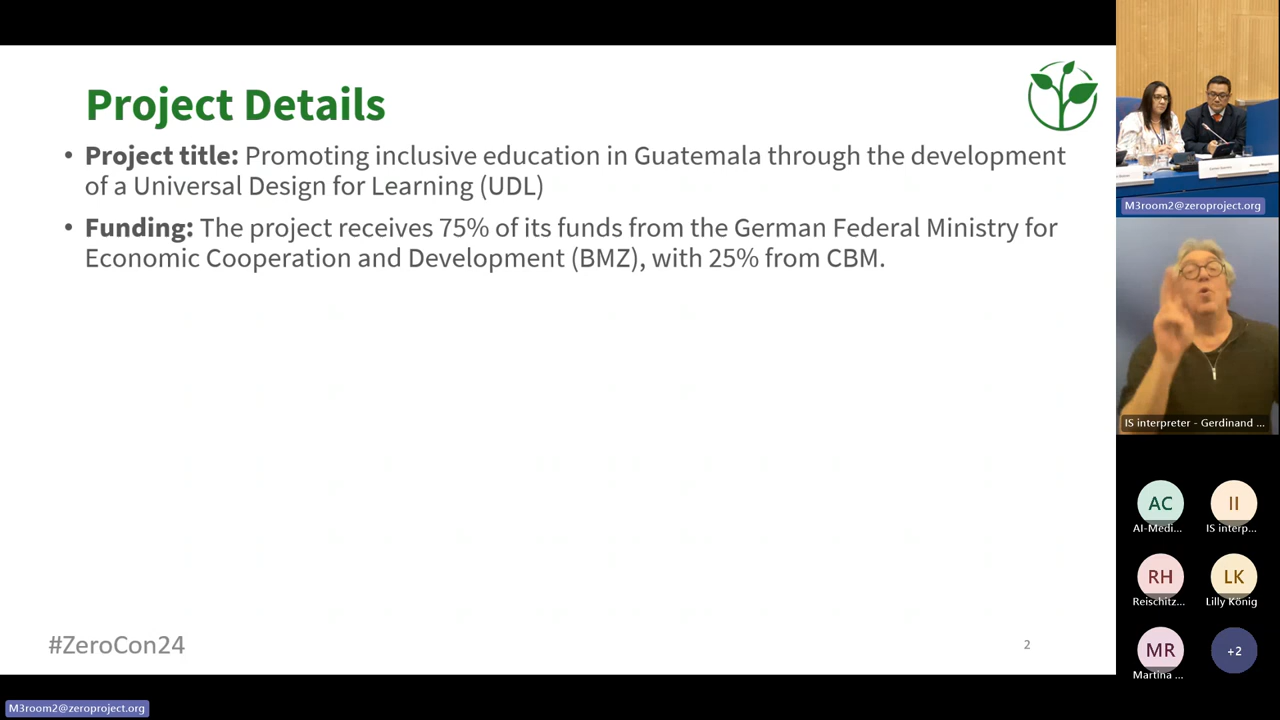 Project Details
• Project title: Promoting inclusive education in Guatemala through the development
of a Universal Design for Learning (UDL)
• Funding: The project receives 75% of its funds from the German Federal Ministry for
Economic Cooperation and Development (BMZ), with 25% from CBM.
#ZeroCon24
2
M3room2@zeroproject.org
M3room2@zeroproject.org
IS interpreter - Gerdinand ...
AC
II
AI-Medi...
IS interp...
RH
LK
Reischitz...
Lilly König
MR
+2
Martina ...